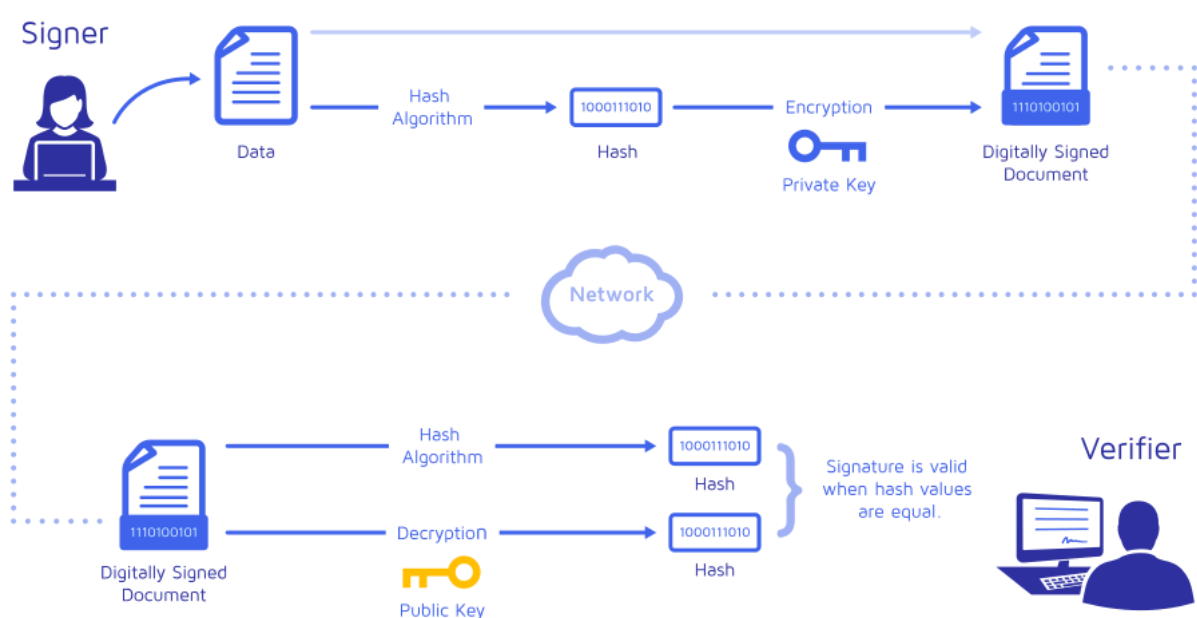 Signer
Hash
Algorithm
1000111010
Encryption
1110100101
Data
Hash
Private Key
Digitally Signed
Document
Network
1110100101
Digitally Signed
Document
Hash
Algorithm
1000111010
Hash
Decryption
Public Key
1000111010
Hash
Signature is valid
when hash values
are equal.
Verifier